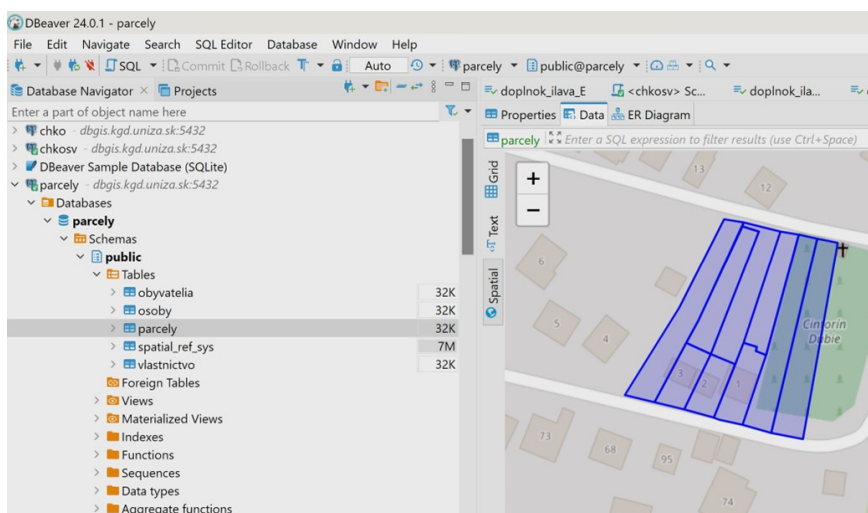 DBeaver 24.0.1 - parcely
File Edit Navigate Search SQL Editor Database Window Help
SQL Commit Rollback Auto parcely public@parcely
Database Navigator Projects
Enter a part of object name here
chko - dbgis.kgd.uniza.sk:5432
chkosv - dbgis.kgd.uniza.sk:5432
DBeaver Sample Database (SQLite)
parcely - dbgis.kgd.uniza.sk:5432
Databases
parcely
Schemas
public
Tables
obyvatelia 32K
osoby 32K
parcely 32K
spatial_ref_sys 7M
vlastnictvo 32K
Foreign Tables
Views
Materialized Views
Indexes
Functions
Sequences
Data types
Aggregate functions
doplnok_ilava_E <chkosv> Sc... doplnok_ila...
Properties Data ER Diagram
parcely Enter a SQL expression to filter results (use Ctrl+Space)
Grid
Text
Spatial
+
−
13
12
6
5
4
3
2
1
Cintorín
Dubie
73
68
95
74